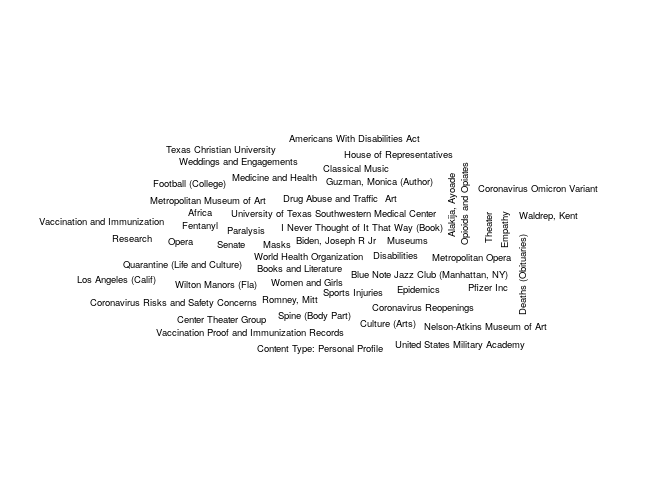 Americans With Disabilities Act
Texas Christian University
House of Representatives
Weddings and Engagements
Classical Music
Medicine and Health
Guzman, Monica (Author)
Football (College)
Coronavirus Omicron Variant
Metropolitan Museum of Art
Drug Abuse and Traffic
Art
Alakija, Ayoade
Opioids and Opiates
Africa
University of Texas Southwestern Medical Center
Theater
Empathy
Waldrep, Kent
Vaccination and Immunization
Fentanyl
Paralysis
I Never Thought of It That Way (Book)
Research
Opera
Senate
Masks
Biden, Joseph R Jr
Museums
World Health Organization
Disabilities
Metropolitan Opera
Quarantine (Life and Culture)
Books and Literature
Blue Note Jazz Club (Manhattan, NY)
Deaths (Obituaries)
Los Angeles (Calif)
Wilton Manors (Fla)
Women and Girls
Sports Injuries
Epidemics
Pfizer Inc
Coronavirus Risks and Safety Concerns
Romney, Mitt
Coronavirus Reopenings
Center Theater Group
Spine (Body Part)
Culture (Arts)
Nelson-Atkins Museum of Art
Vaccination Proof and Immunization Records
Content Type: Personal Profile
United States Military Academy